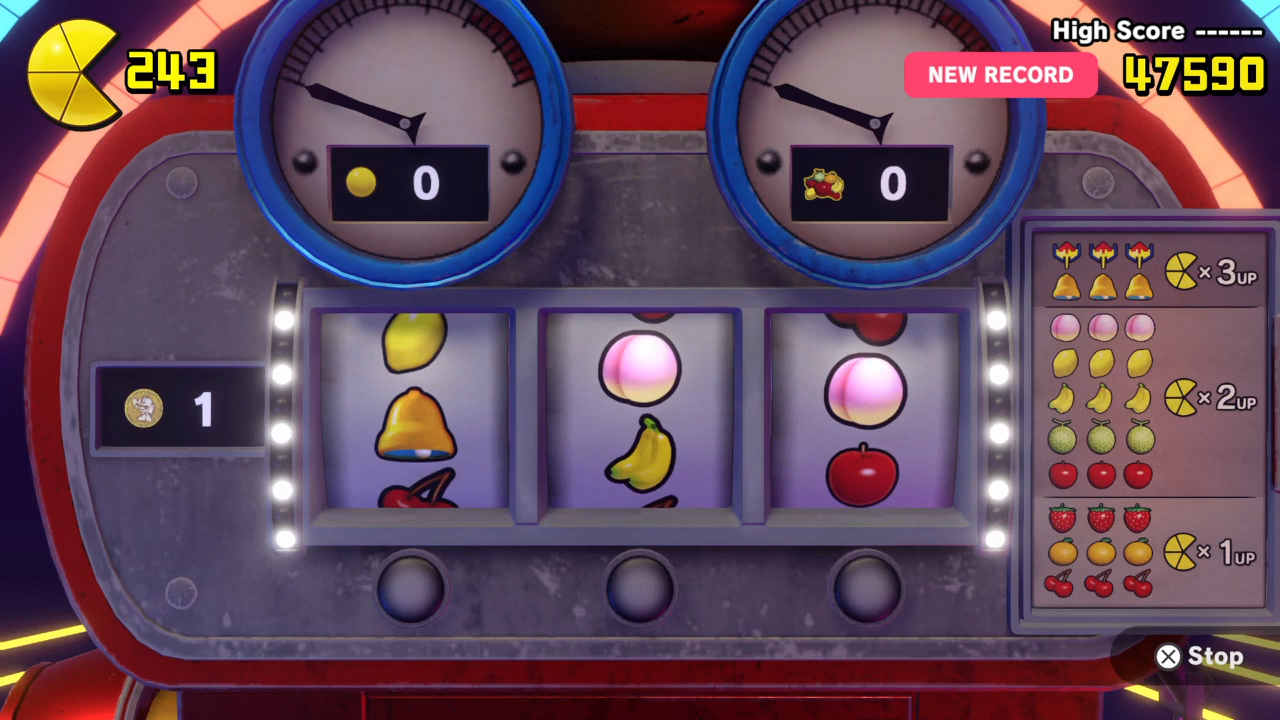 243
High Score ------
NEW RECORD
47590
0
0
1
× 3UP
× 2UP
× 1UP
Stop